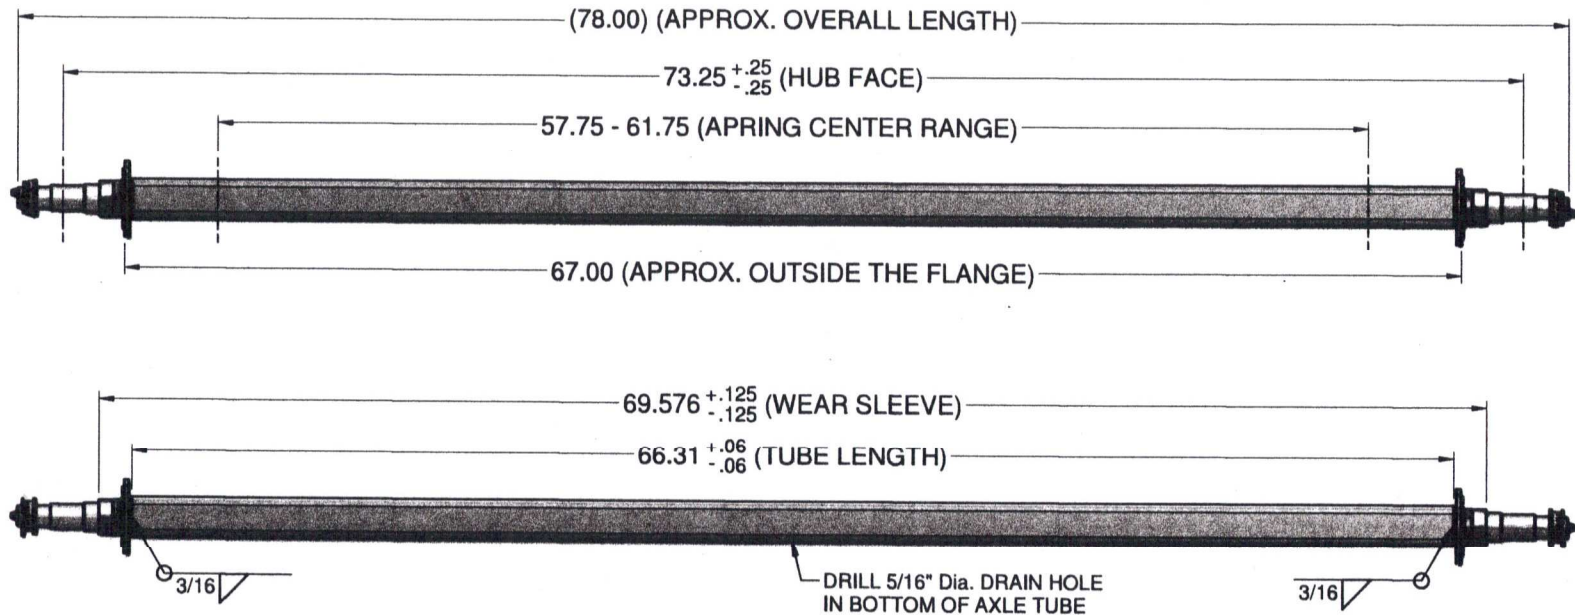 (78.00) (APPROX. OVERALL LENGTH)
73.25 +.25 -.25 (HUB FACE)
57.75 - 61.75 (APRING CENTER RANGE)
67.00 (APPROX. OUTSIDE THE FLANGE)
69.576 +.125 -.125 (WEAR SLEEVE)
66.31 +.06 -.06 (TUBE LENGTH)
3/16
DRILL 5/16" Dia. DRAIN HOLE
IN BOTTOM OF AXLE TUBE
3/16